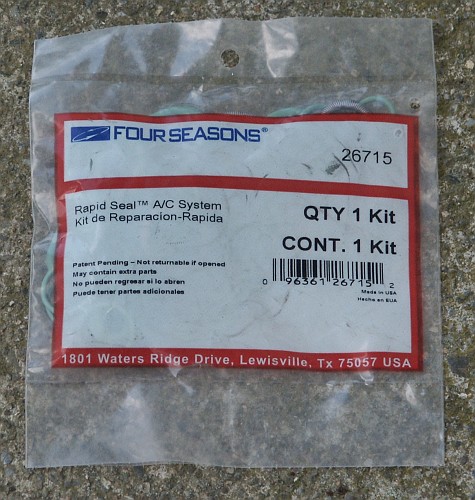 FOUR SEASONS®
26715
Rapid Seal™ A/C System
Kit de Reparacion-Rapida
QTY 1 Kit
CONT. 1 Kit
Patent Pending – Not returnable if opened
May contain extra parts
No pueden regresar si lo abren
Puede tener partes adicionales
0 96361 26715 2
Made in USA
Hecho en EUA
1801 Waters Ridge Drive, Lewisville, Tx 75057 USA